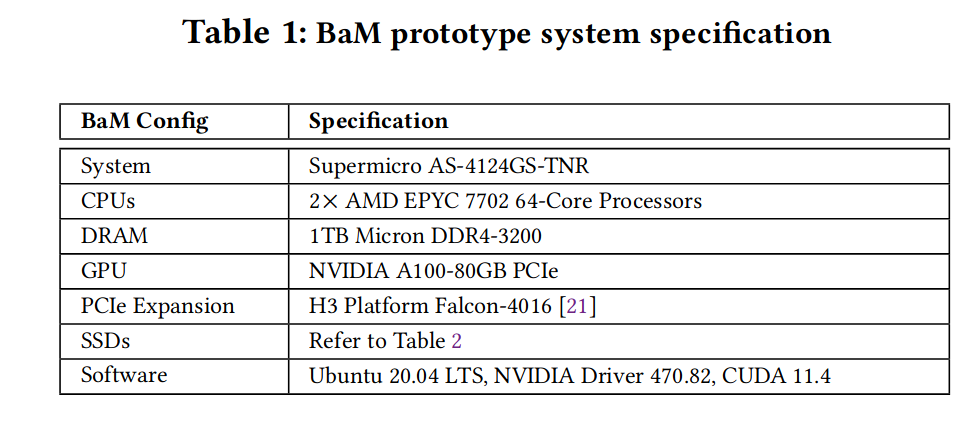 Table 1: BaM prototype system specification
BaM Config Specification
System Supermicro AS-4124GS-TNR
CPUs 2× AMD EPYC 7702 64-Core Processors
DRAM 1TB Micron DDR4-3200
GPU NVIDIA A100-80GB PCIe
PCIe Expansion H3 Platform Falcon-4016 [21]
SSDs Refer to Table 2
Software Ubuntu 20.04 LTS, NVIDIA Driver 470.82, CUDA 11.4